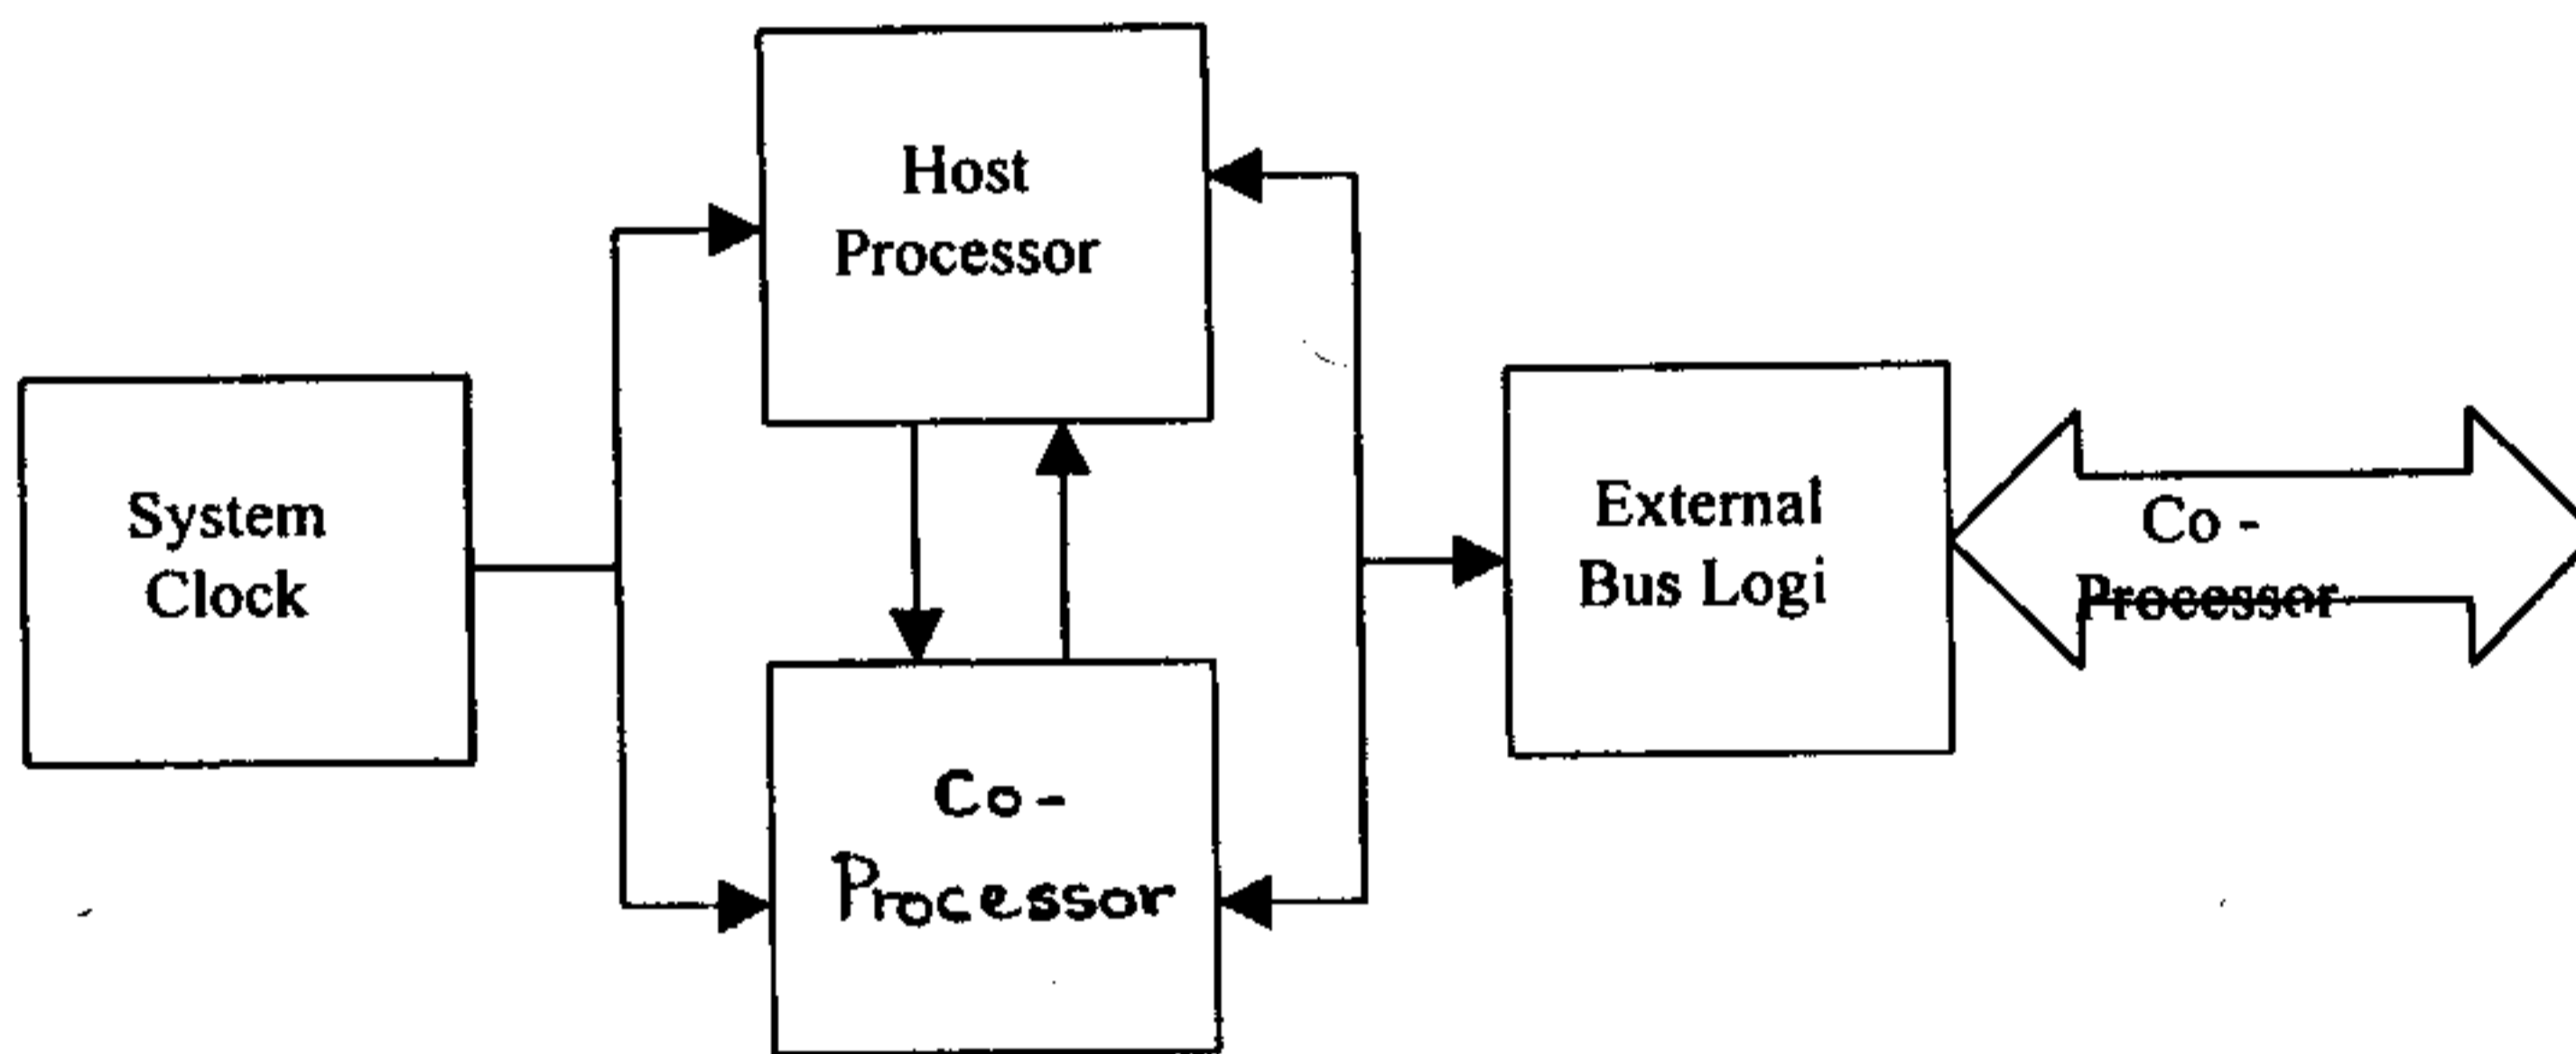 Host
Processor
System
Clock
External
Bus Logi
Co -
Processor
Co -
Processor